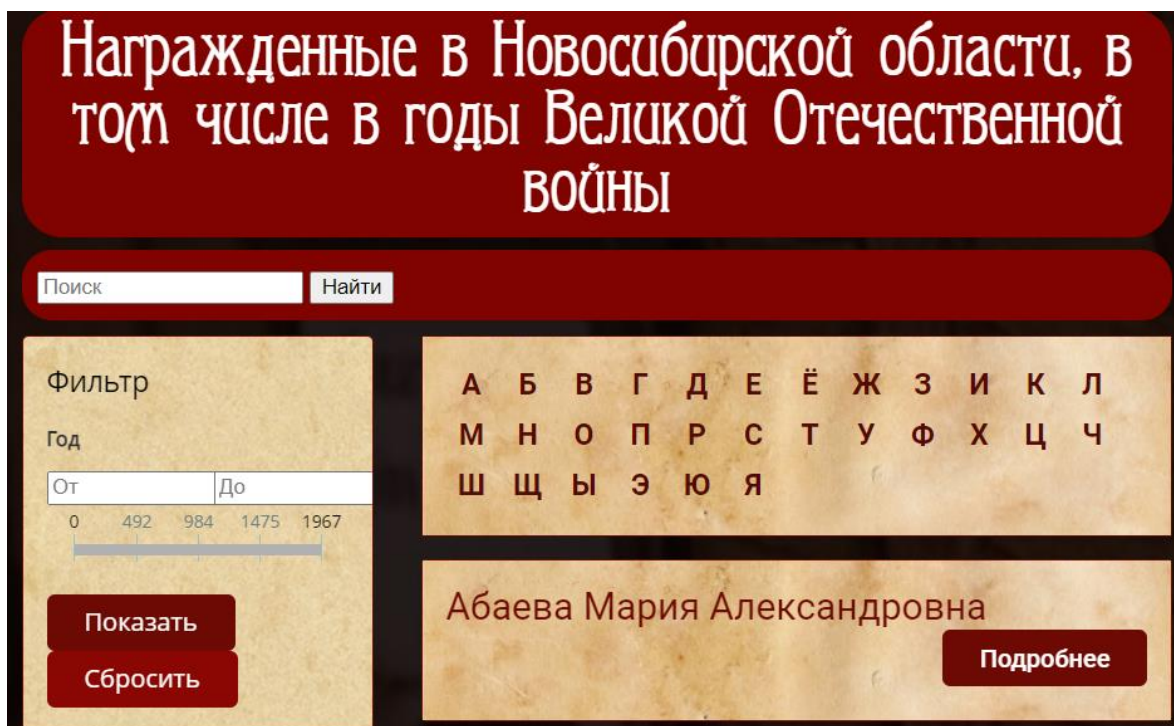 Награжденные в Новосибирской области, в
том числе в годы Великой Отечественной
войны
Поиск Найти
Фильтр
Год
От До
0 492 984 1475 1967
Показать
Сбросить
А Б В Г Д Е Ё Ж З И К Л
М Н О П Р С Т У Ф Х Ц Ч
Ш Щ Ы Э Ю Я
Абаева Мария Александровна
Подробнее